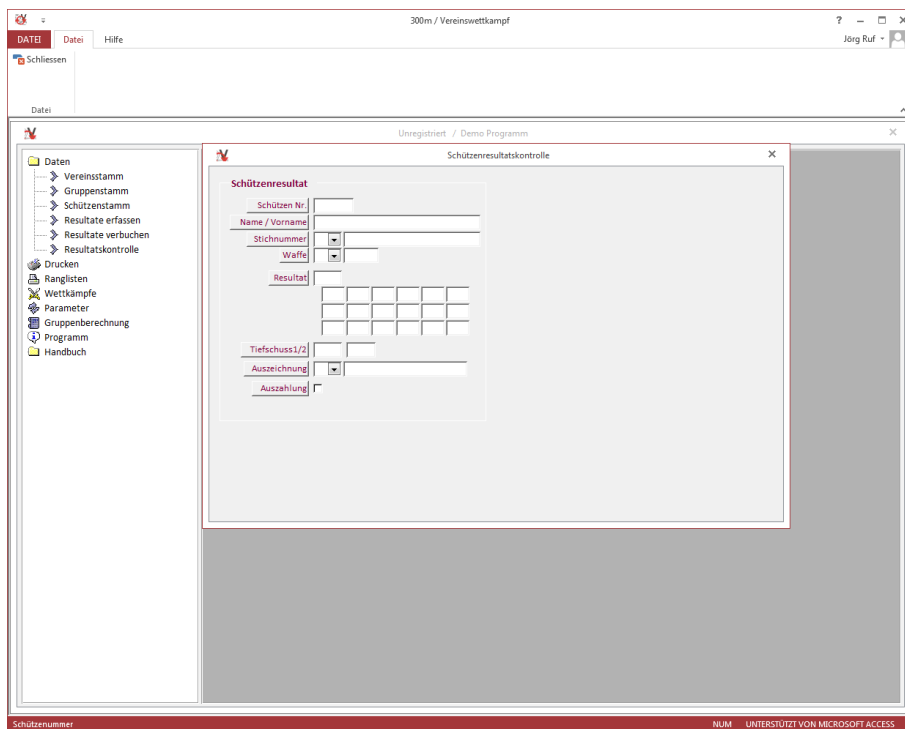 300m / Vereinswettkampf
?
DATEI Datei Hilfe Jörg Ruf
Schliessen
Datei
Unregistriert / Demo Programm
Schützenresultatskontrolle
Daten
Vereinsstamm
Gruppenstamm
Schützenstamm
Resultate erfassen
Resultate verbuchen
Resultatskontrolle
Drucken
Ranglisten
Wettkämpfe
Parameter
Gruppenberechnung
Programm
Handbuch
Schützenresultat
Schützen Nr.
Name / Vorname
Stichnummer
Waffe
Resultat
Tiefschuss1/2
Auszeichnung
Auszahlung
Schützenummer NUM UNTERSTÜTZT VON MICROSOFT ACCESS